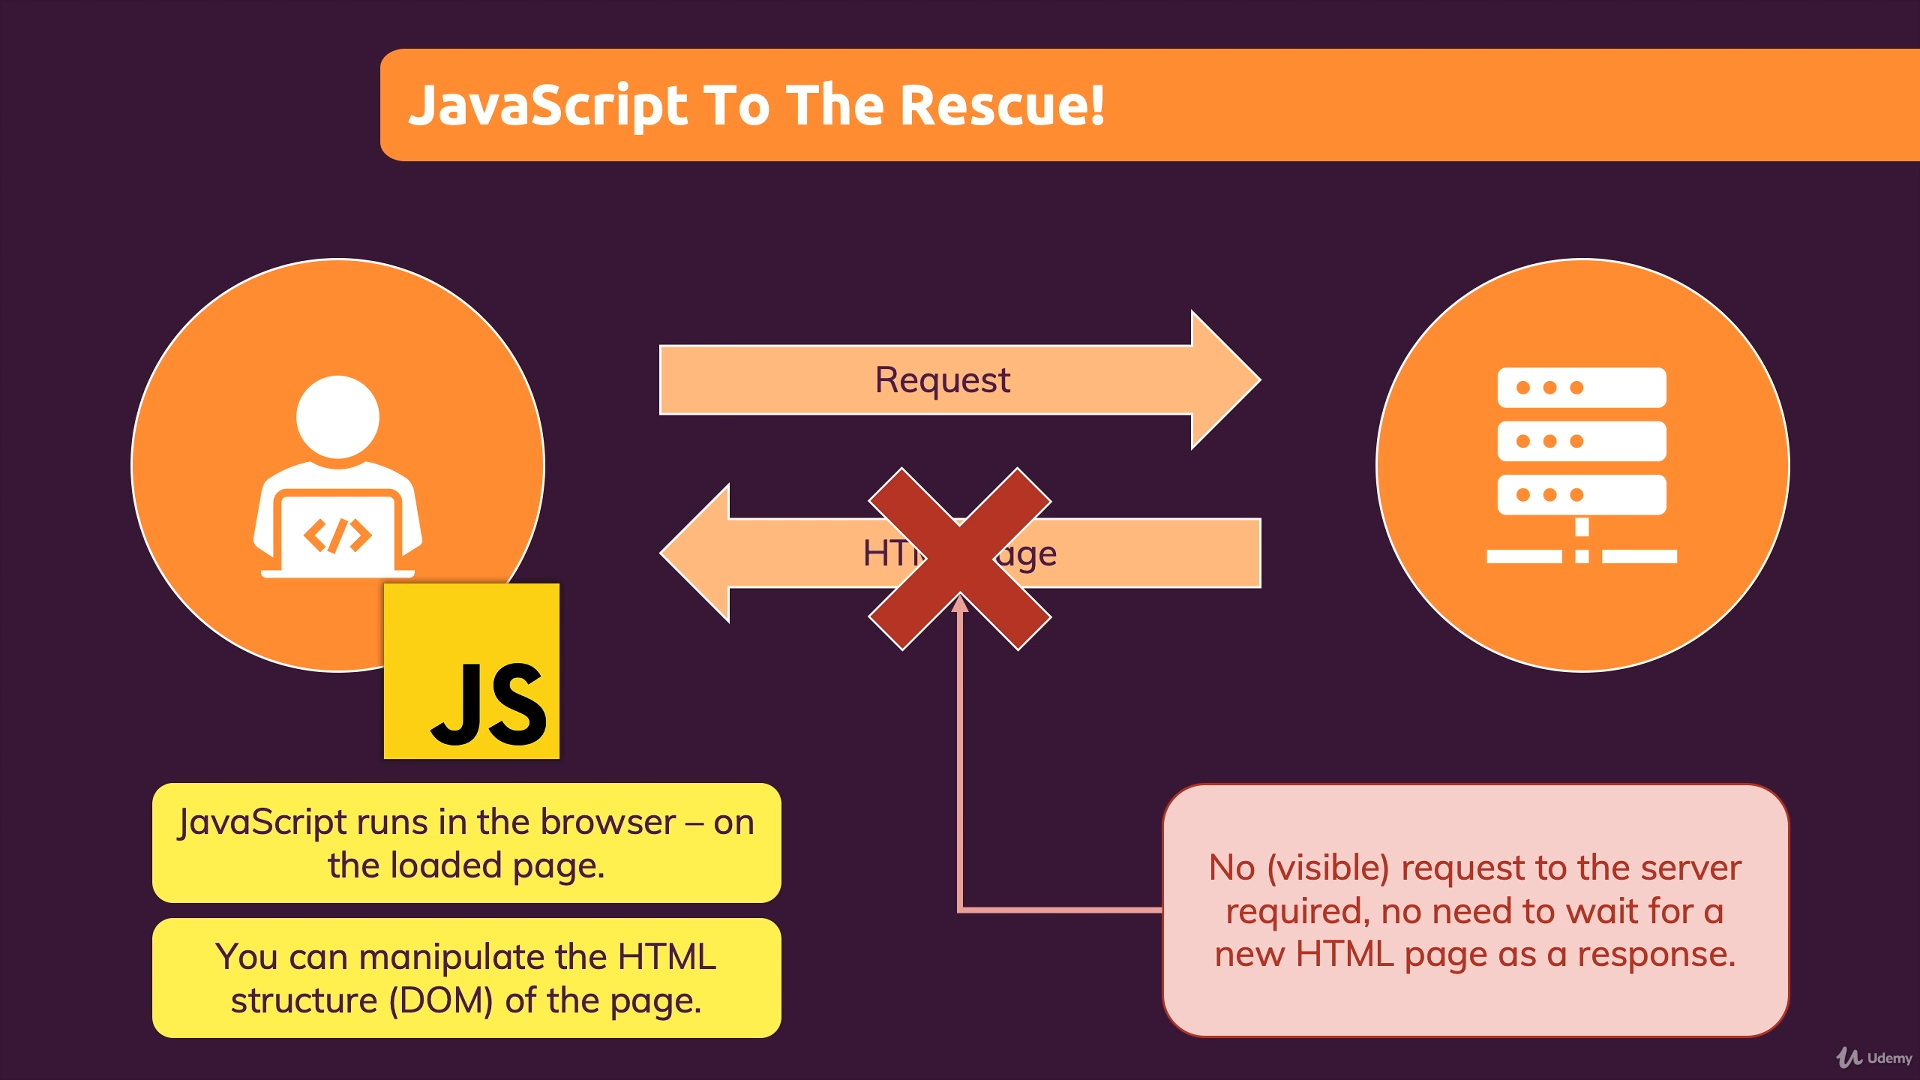 JavaScript To The Rescue!
Request
HTM age
JS
JavaScript runs in the browser – on
the loaded page.
You can manipulate the HTML
structure (DOM) of the page.
No (visible) request to the server
required, no need to wait for a
new HTML page as a response.
Udemy